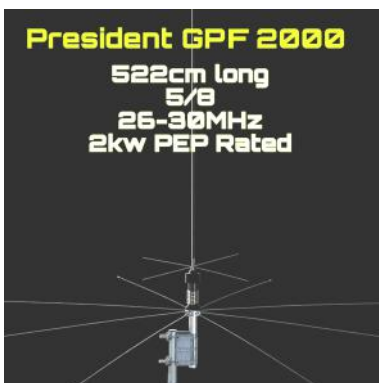 President GPF 2000
522cm long
5/8
26-30MHz
2kw PEP Rated